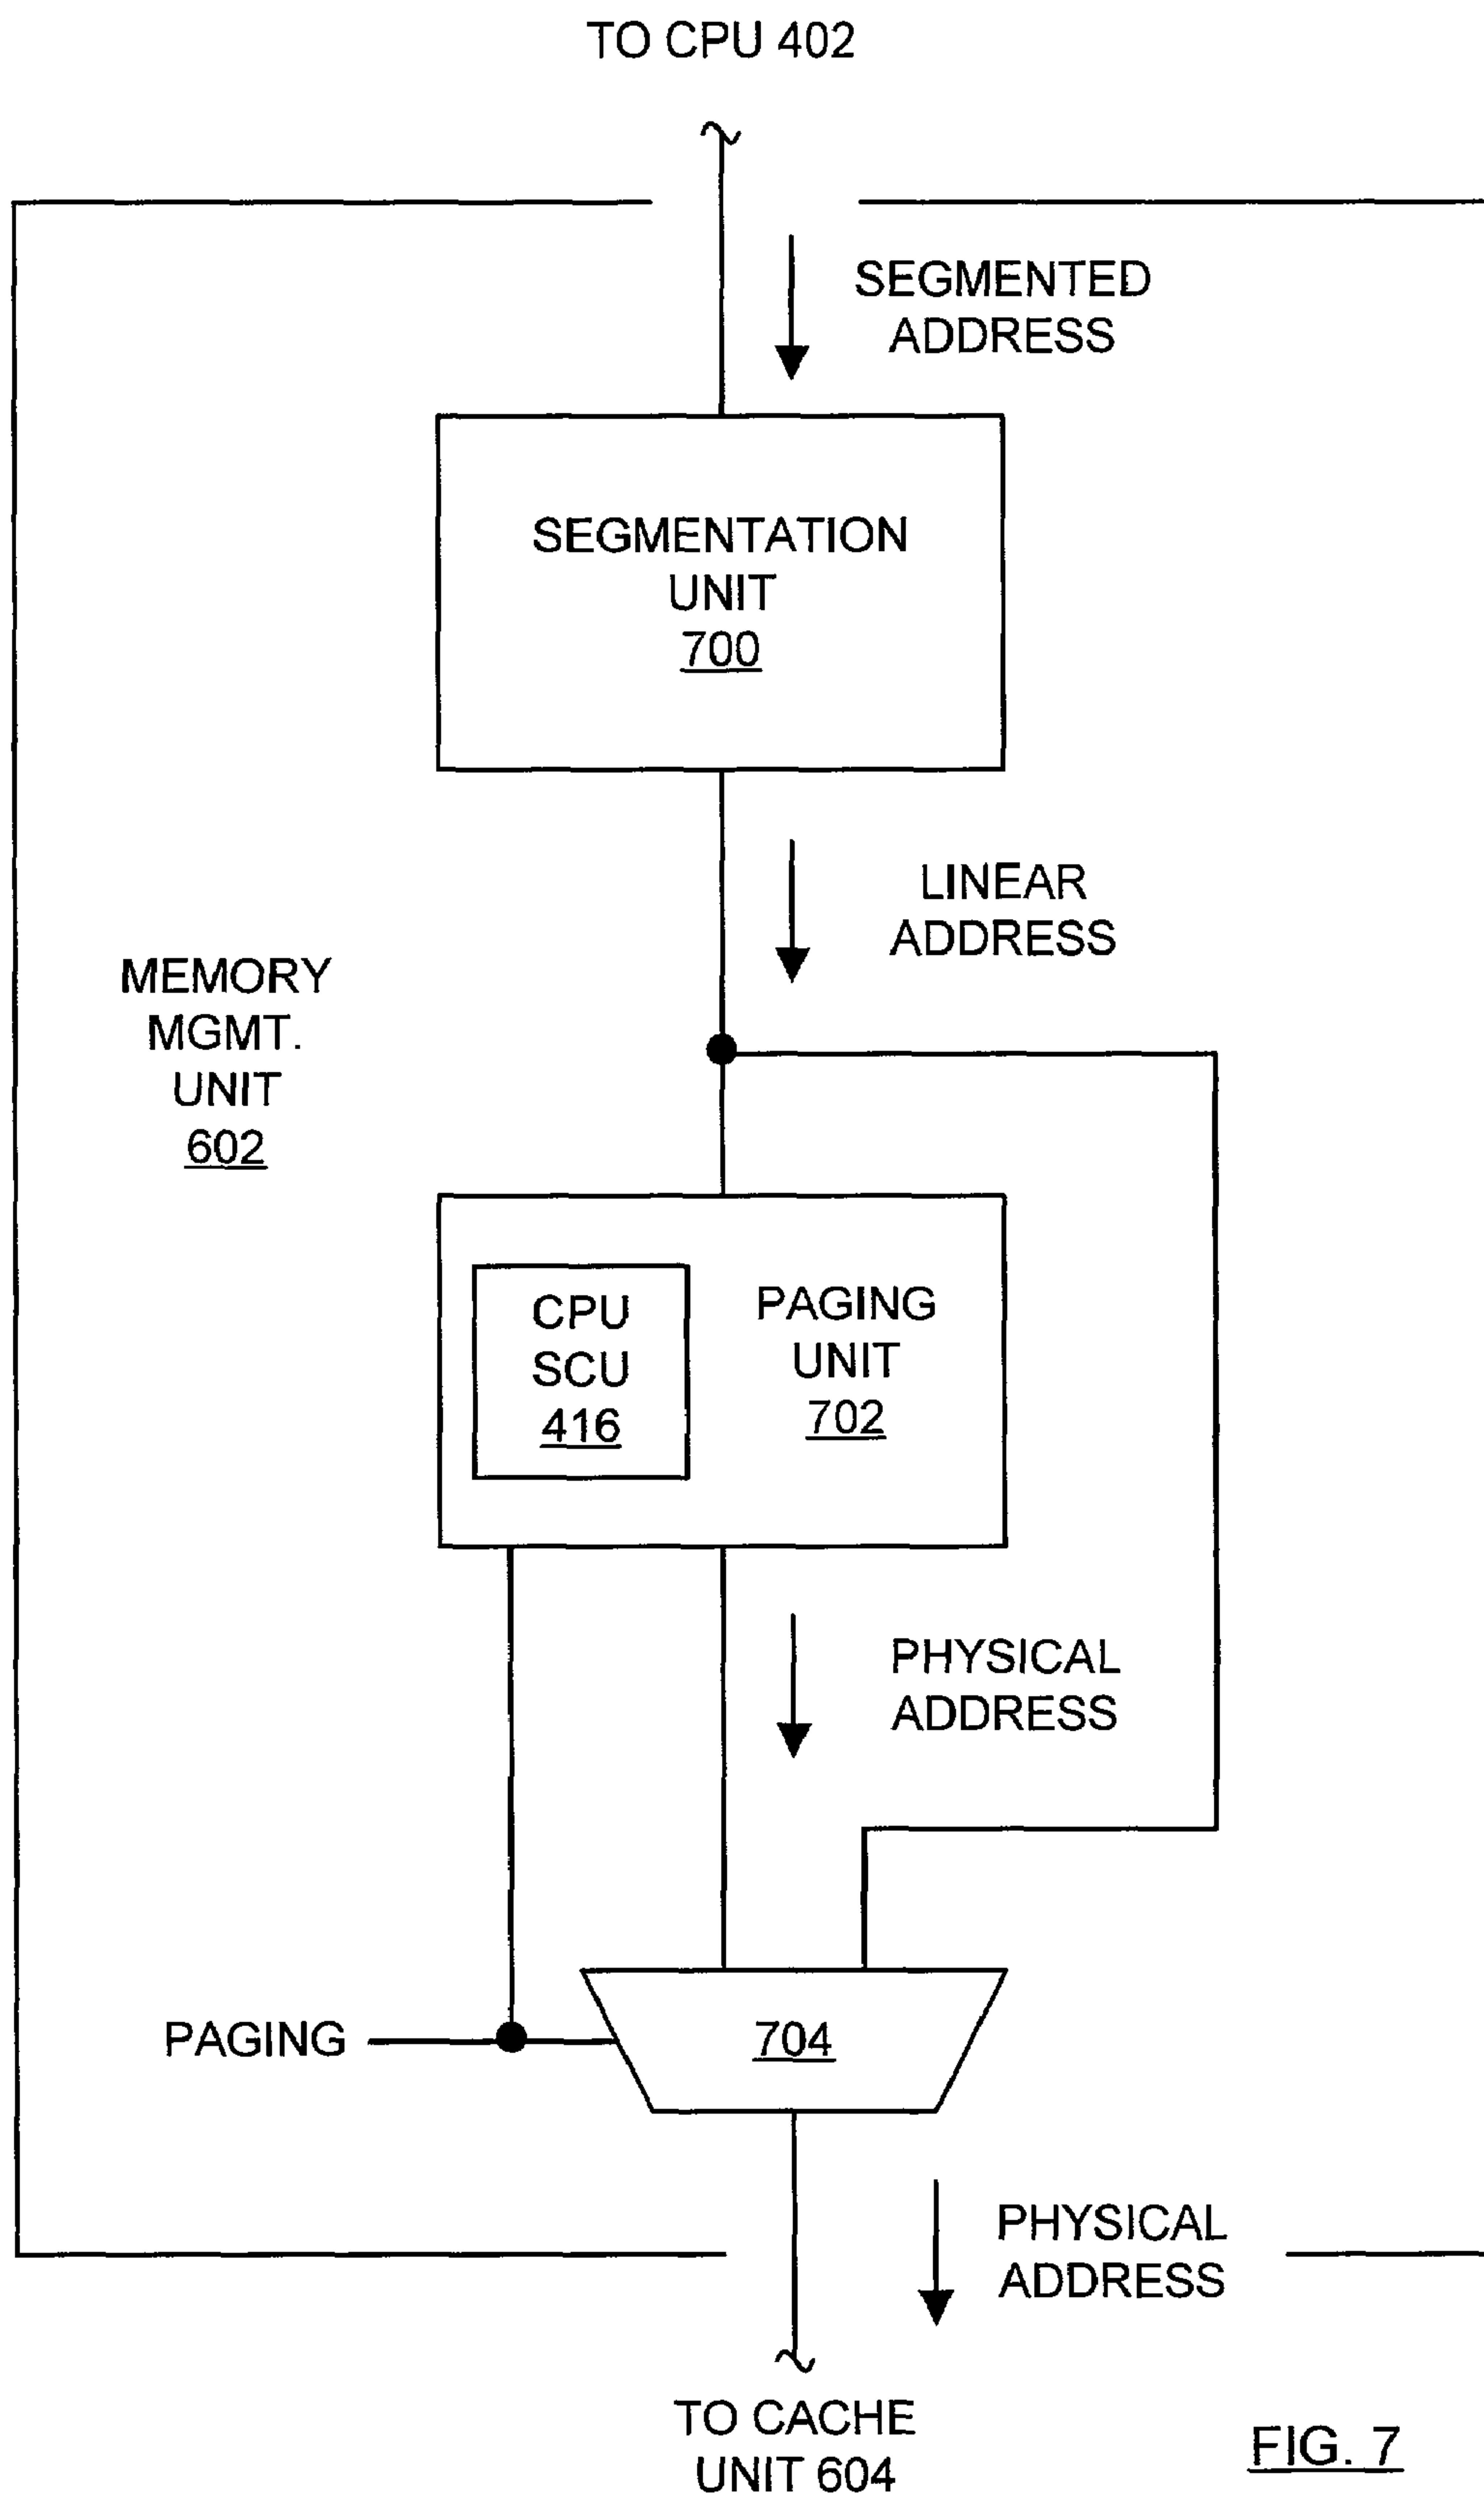 TO CPU 402
SEGMENTED
ADDRESS
SEGMENTATION
UNIT
700
LINEAR
ADDRESS
MEMORY
MGMT.
UNIT
602
CPU
SCU
416
PAGING
UNIT
702
PHYSICAL
ADDRESS
PAGING
704
PHYSICAL
ADDRESS
TO CACHE
UNIT 604
FIG. 7